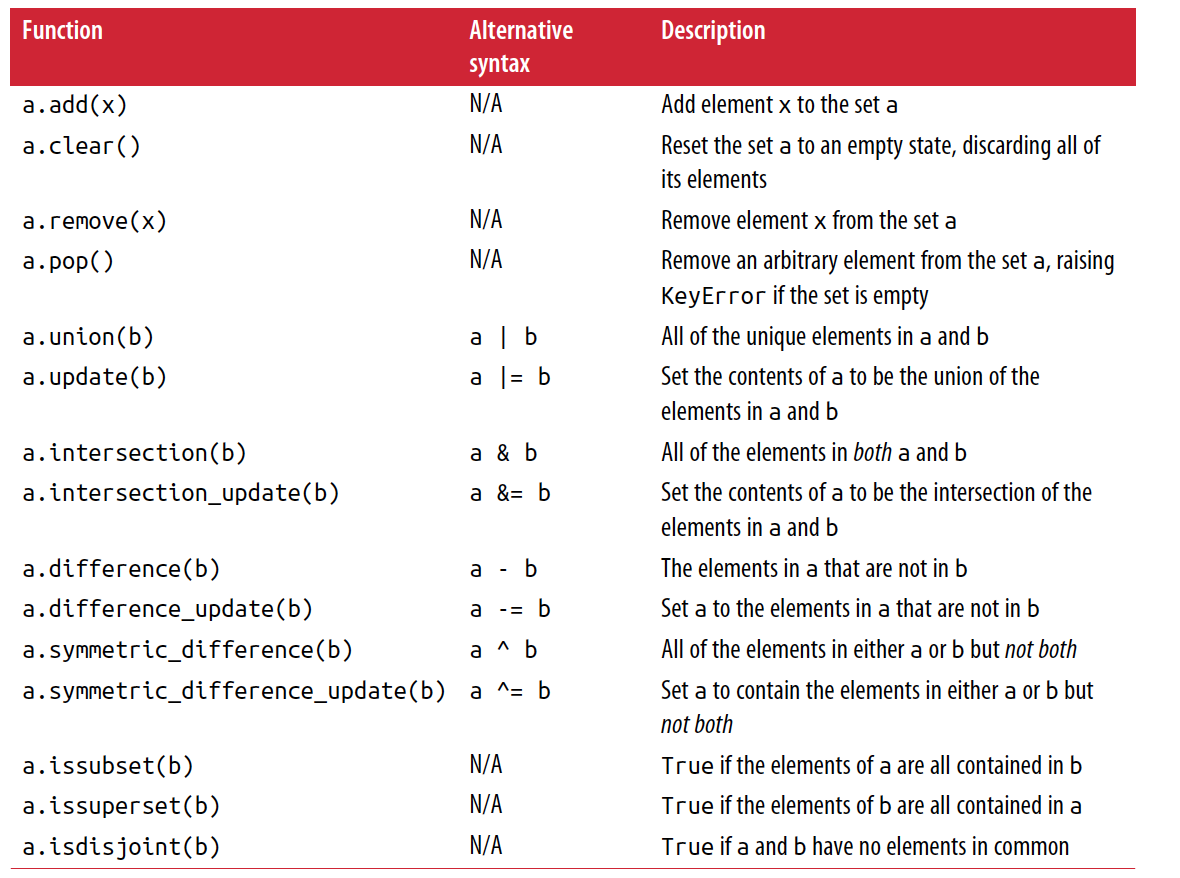 Function Alternative Description
syntax
a.add(x) N/A Add element x to the set a
a.clear() N/A Reset the set a to an empty state, discarding all of
its elements
a.remove(x) N/A Remove element x from the set a
a.pop() N/A Remove an arbitrary element from the set a, raising
KeyError if the set is empty
a.union(b) a | b All of the unique elements in a and b
a.update(b) a |= b Set the contents of a to be the union of the
elements in a and b
a.intersection(b) a & b All of the elements in both a and b
a.intersection_update(b) a &= b Set the contents of a to be the intersection of the
elements in a and b
a.difference(b) a - b The elements in a that are not in b
a.difference_update(b) a -= b Set a to the elements in a that are not in b
a.symmetric_difference(b) a ^ b All of the elements in either a or b but not both
a.symmetric_difference_update(b) a ^= b Set a to contain the elements in either a or b but
not both
a.issubset(b) N/A True if the elements of a are all contained in b
a.issuperset(b) N/A True if the elements of b are all contained in a
a.isdisjoint(b) N/A True if a and b have no elements in common